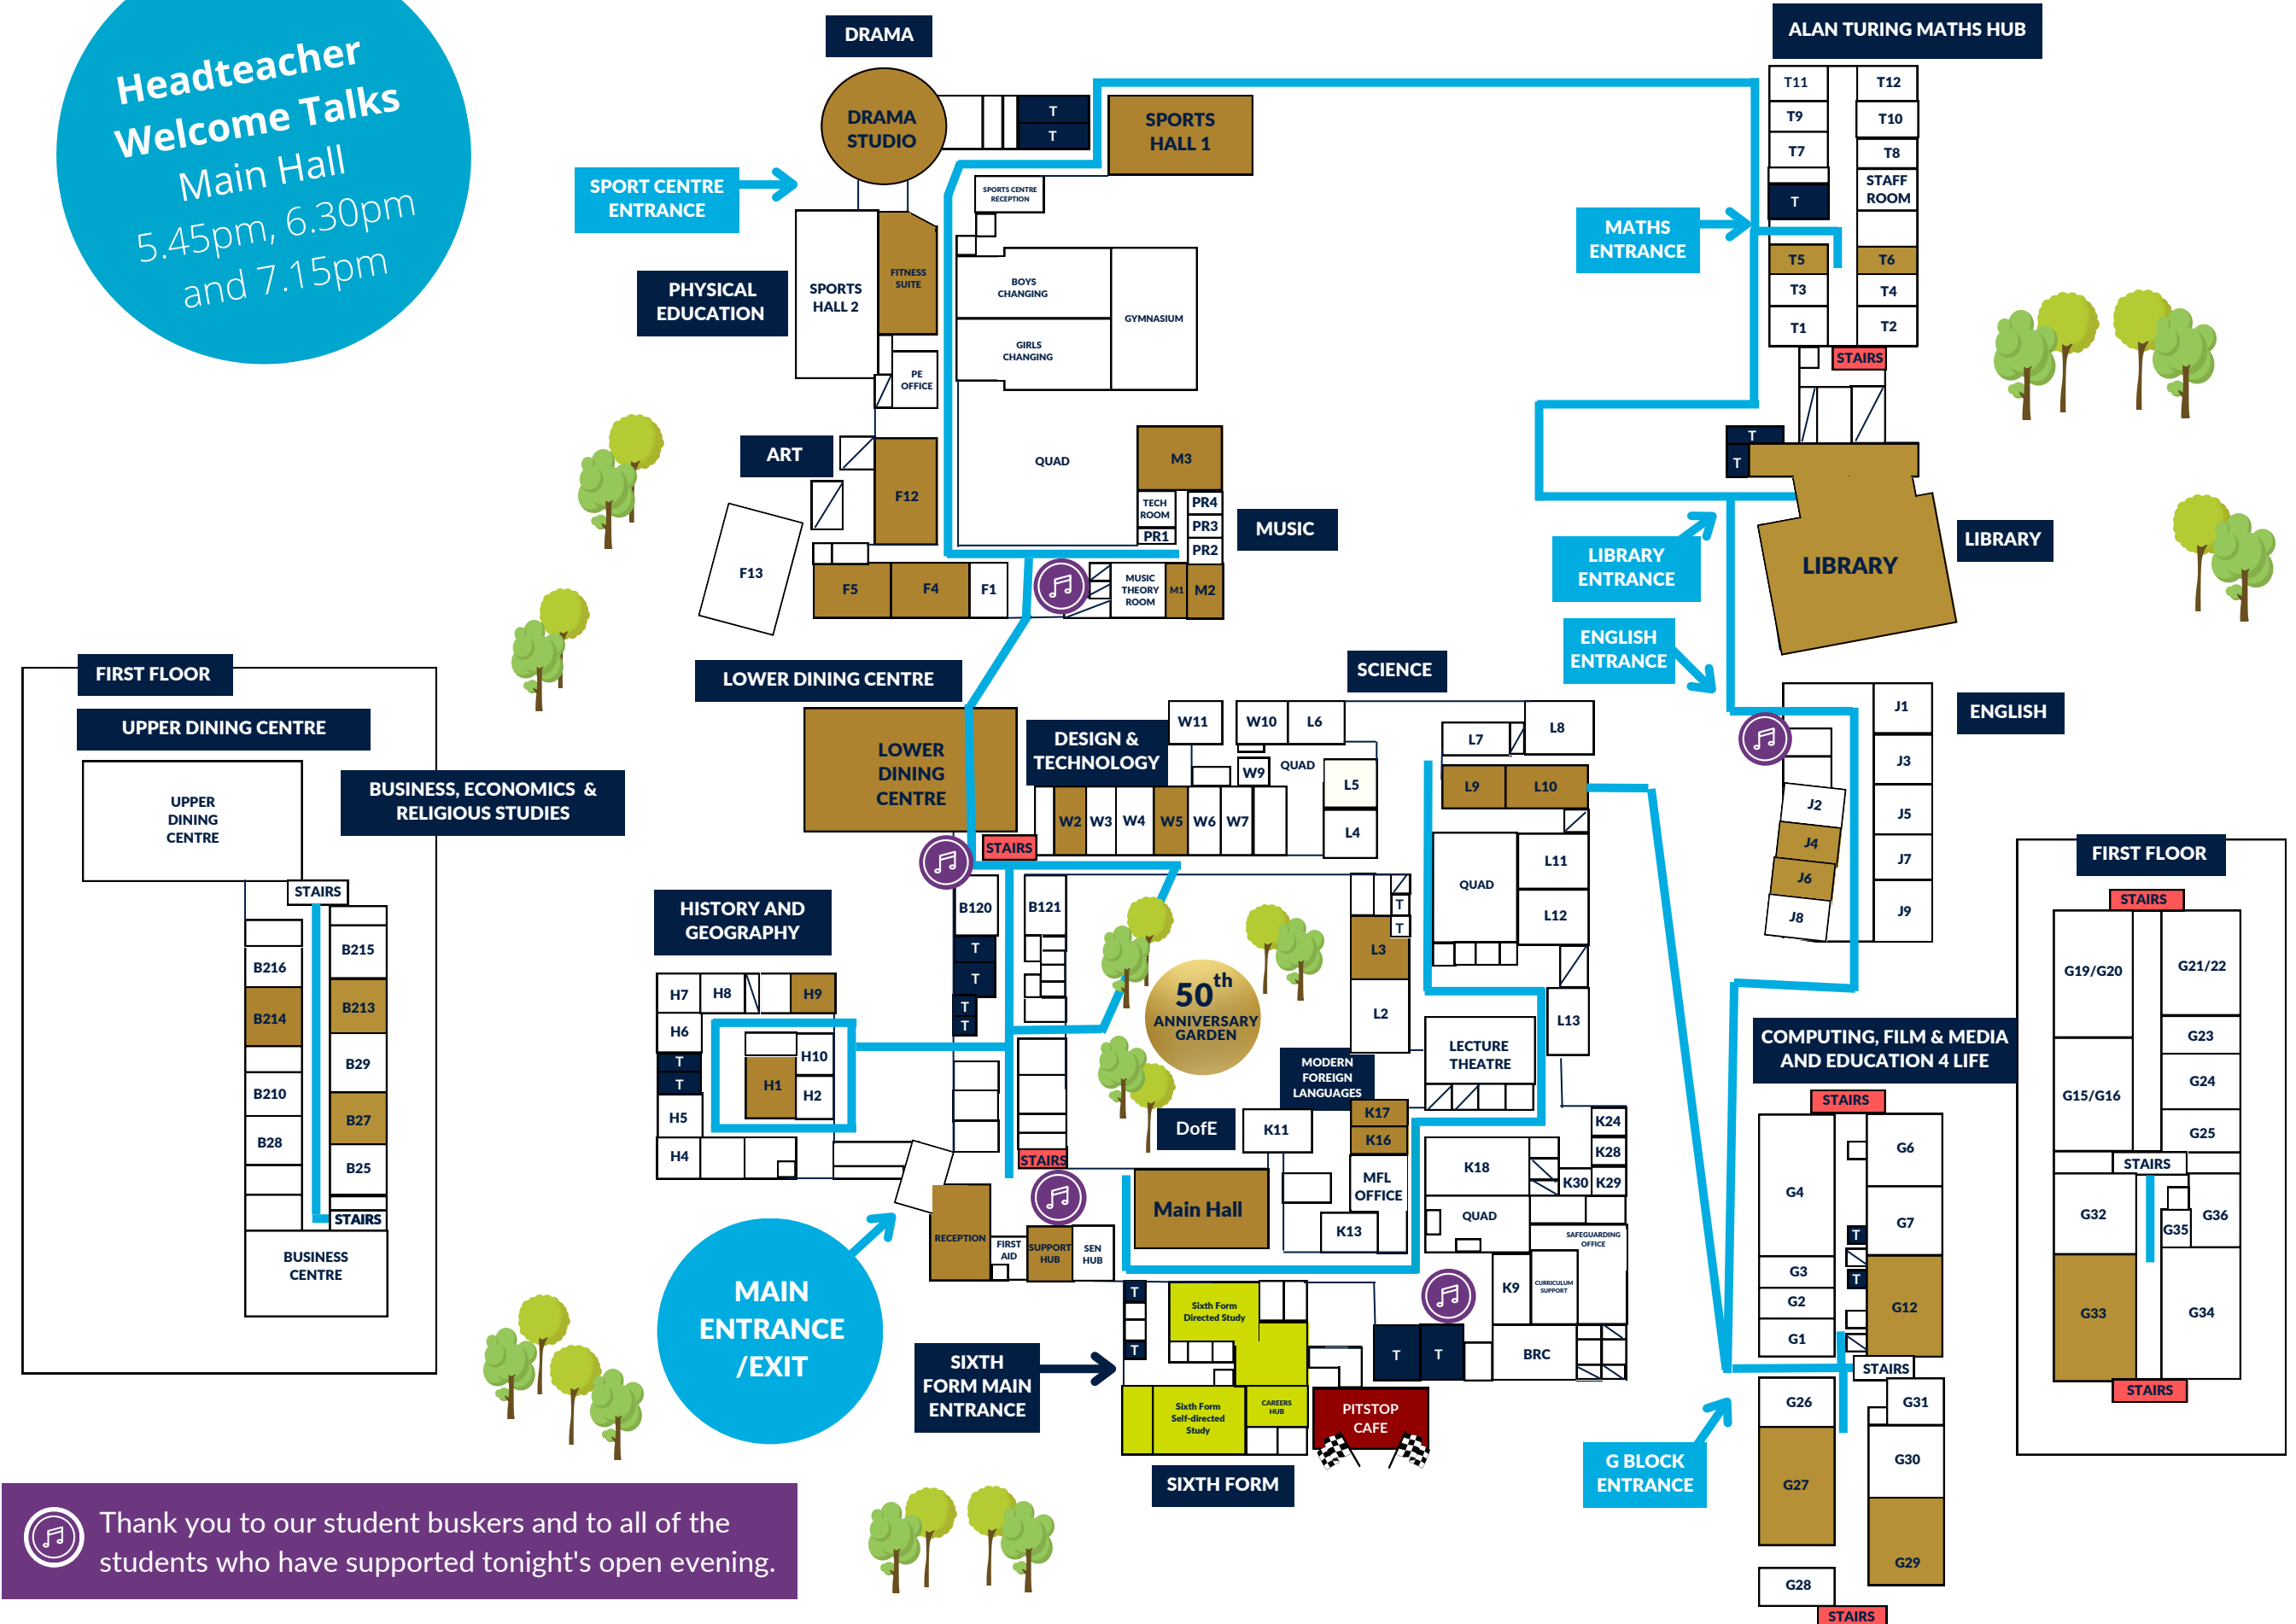 Headteacher
Welcome Talks
Main Hall
5.45pm, 6.30pm
and 7.15pm
DRAMA
DRAMA
STUDIO
T
T
SPORTS
HALL 1
SPORT CENTRE
ENTRANCE
SPORTS CENTRE
RECEPTION
PHYSICAL
EDUCATION
SPORTS
HALL 2
FITNESS
SUITE
BOYS
CHANGING
GIRLS
CHANGING
GYMNASIUM
PE
OFFICE
ART
F12
QUAD
M3
TECH
ROOM
PR1
PR4
PR3
PR2
MUSIC
F13
F5
F4
F1
MUSIC
THEORY
ROOM
M1
M2
ALAN TURING MATHS HUB
T11
T12
T9
T10
T7
T8
STAFF
ROOM
T
MATHS
ENTRANCE
T5
T6
T3
T4
T1
T2
STAIRS
T
T
LIBRARY
LIBRARY
LIBRARY
ENTRANCE
ENGLISH
ENTRANCE
ENGLISH
J1
J3
J2
J5
J4
J7
J6
J8
J9
FIRST FLOOR
UPPER DINING CENTRE
UPPER
DINING
CENTRE
BUSINESS, ECONOMICS &
RELIGIOUS STUDIES
STAIRS
B215
B216
B214
B213
B29
B210
B27
B28
B25
STAIRS
BUSINESS
CENTRE
LOWER DINING CENTRE
LOWER
DINING
CENTRE
STAIRS
DESIGN &
TECHNOLOGY
SCIENCE
W11
W10
L6
W9
QUAD
L5
L4
W2
W3
W4
W5
W6
W7
L7
L8
L9
L10
QUAD
L11
L12
L13
T
T
L3
L2
LECTURE
THEATRE
HISTORY AND
GEOGRAPHY
B120
B121
T
T
T
T
H7
H8
H9
H6
T
T
H10
H1
H2
H5
H4
50th
ANNIVERSARY
GARDEN
MODERN
FOREIGN
LANGUAGES
DofE
K11
K17
K16
MFL
OFFICE
K13
K18
K24
K28
K30
K29
QUAD
SAFEGUARDING
OFFICE
K9
CURRICULUM
SUPPORT
BRC
T
T
STAIRS
Main Hall
RECEPTION
FIRST
AID
SUPPORT
HUB
SEN
HUB
MAIN
ENTRANCE
/EXIT
T
T
SIXTH
FORM MAIN
ENTRANCE
Sixth Form
Directed Study
Sixth Form
Self-directed
Study
CAREERS
HUB
PITSTOP
CAFE
SIXTH FORM
COMPUTING, FILM & MEDIA
AND EDUCATION 4 LIFE
STAIRS
G6
G4
G7
T
T
G3
G2
G12
G1
STAIRS
G26
G31
G30
G27
G29
G28
STAIRS
G BLOCK
ENTRANCE
FIRST FLOOR
STAIRS
G19/G20
G21/22
G23
G24
G15/G16
G25
STAIRS
G32
G35
G36
G33
G34
STAIRS
Thank you to our student buskers and to all of the
students who have supported tonight's open evening.